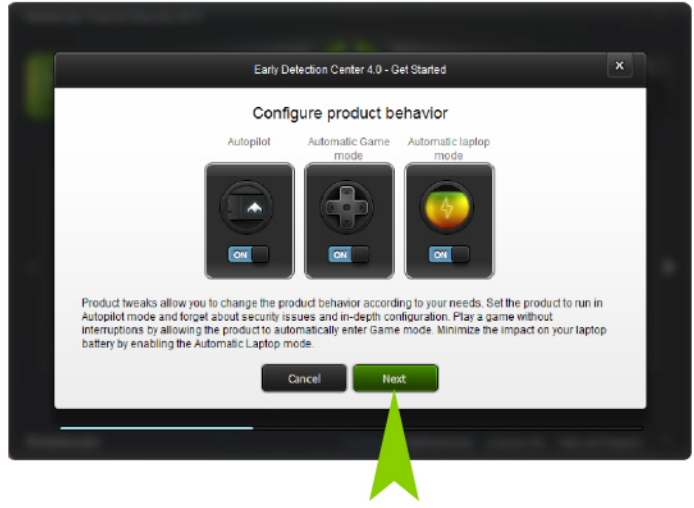 Early Detection Center 4.0 - Get Started
x
Configure product behavior
Autopilot
Automatic Game
mode
Automatic laptop
mode
ON
ON
ON
Product tweaks allow you to change the product behavior according to your needs. Set the product to run in
Autopilot mode and forget about security issues and in-depth configuration. Play a game without
interruptions by allowing the product to automatically enter Game mode. Minimize the impact on your laptop
battery by enabling the Automatic Laptop mode.
Cancel
Next